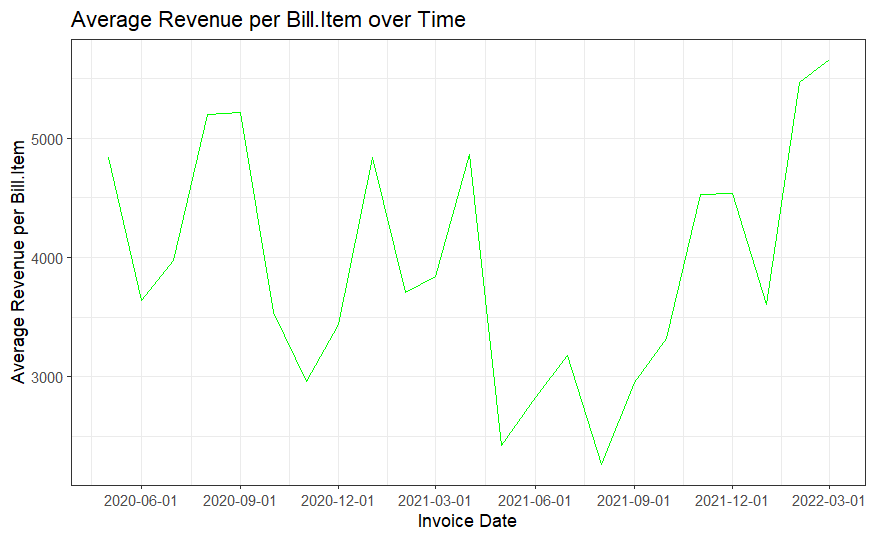 Average Revenue per Bill.Item over Time
Average Revenue per Bill.Item
5000
4000
3000
2020-06-01 2020-09-01 2020-12-01 2021-03-01 2021-06-01 2021-09-01 2021-12-01 2022-03-01
Invoice Date